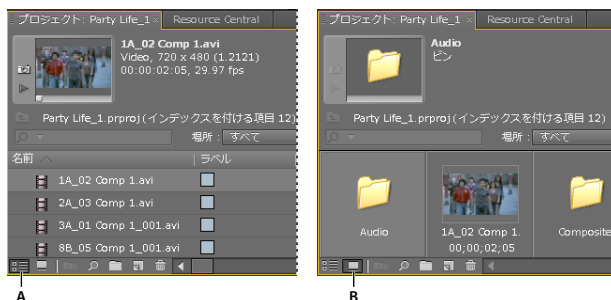 プロジェクト: Party Life_1 × Resource Central
1A_02 Comp 1.avi
Video, 720 x 480 (1.2121)
00:00:02:05, 29.97 fps
Party Life_1.prproj (インデックスを付ける項目 12)
場所 : すべて
名前 ラベル
1A_02 Comp 1.avi
2A_03 Comp 1.avi
3A_01 Comp 1_001.avi
8B_05 Comp 1_001.avi
A
プロジェクト: Party Life_1 × Resource Central
Audio
ビン
Party Life_1.prproj (インデックスを付ける項目 12)
場所 : すべて
Audio
1A_02 Comp 1.
00;00;02;05
Composite
B